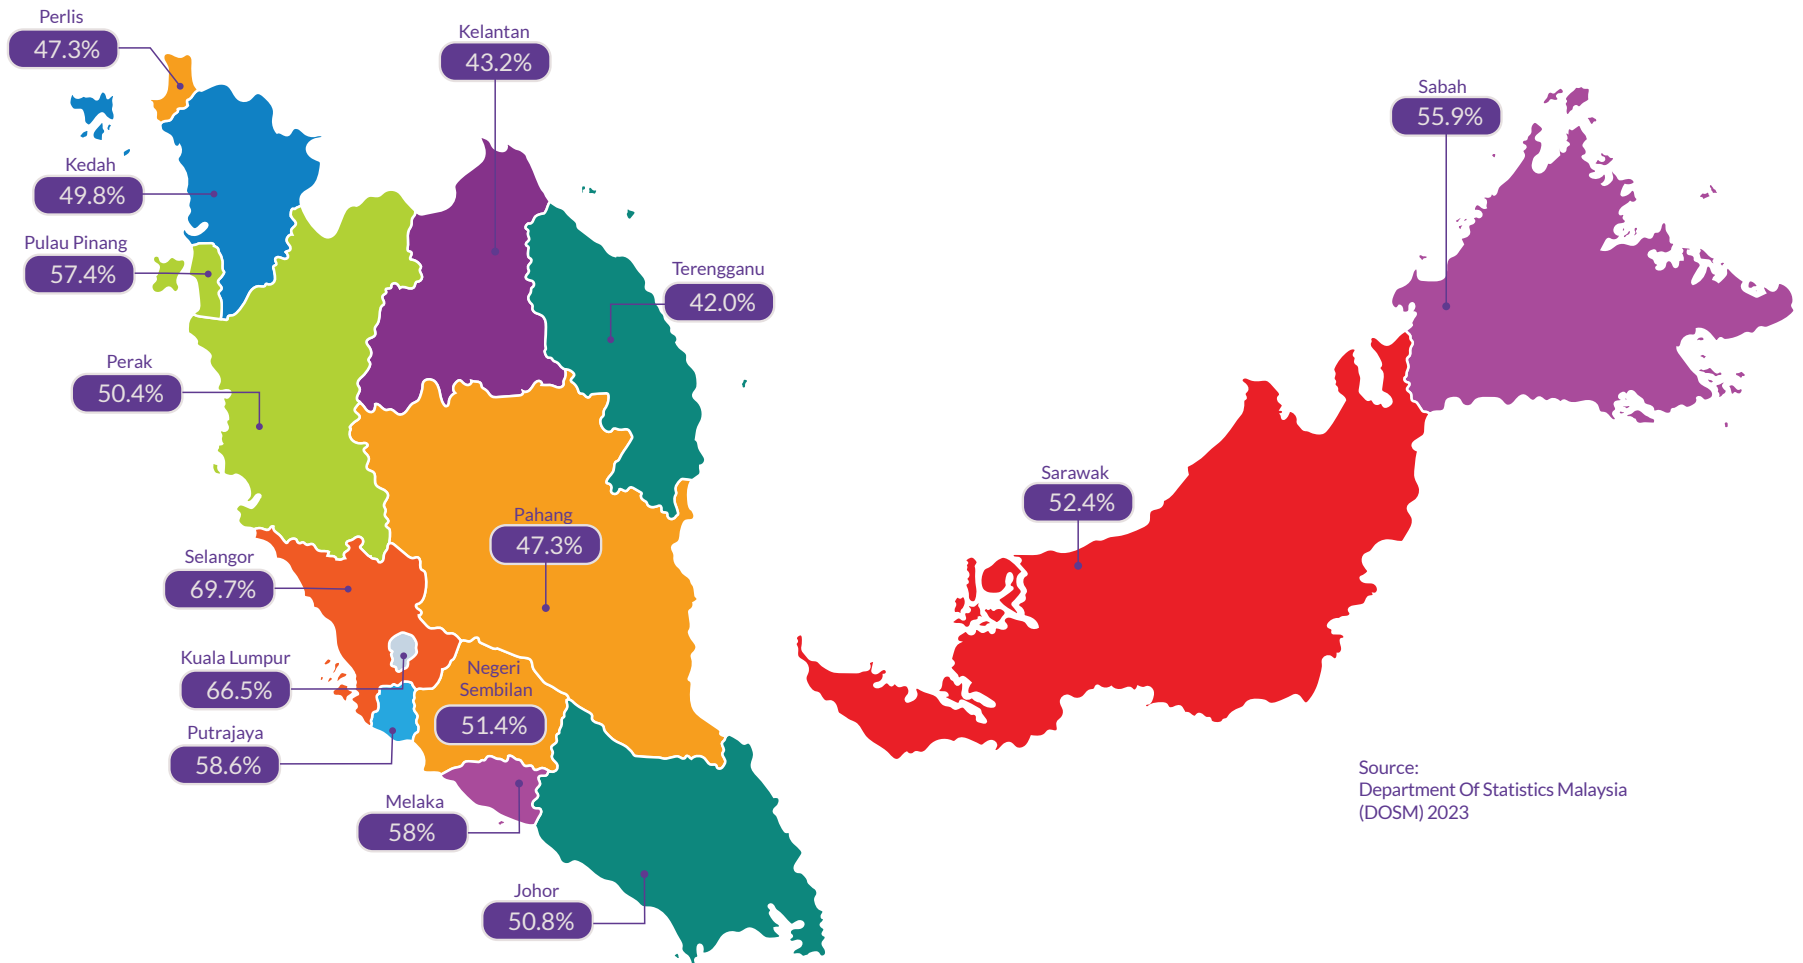 Perlis
47.3%
Kelantan
43.2%
Sabah
55.9%
Kedah
49.8%
Pulau Pinang
57.4%
Terengganu
42.0%
Perak
50.4%
Sarawak
52.4%
Pahang
47.3%
Selangor
69.7%
Kuala Lumpur
66.5%
Negeri
Sembilan
51.4%
Putrajaya
58.6%
Melaka
58%
Johor
50.8%
Source:
Department Of Statistics Malaysia
(DOSM) 2023